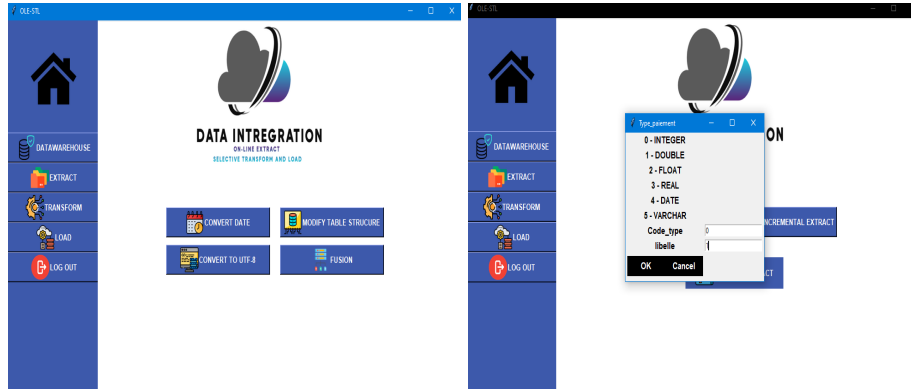 OLE-STL
DATAWAREHOUSE
EXTRACT
TRANSFORM
LOAD
LOG OUT
DATA INTREGRATION
ON-LINE EXTRACT
SELECTIVE TRANSFORM AND LOAD
CONVERT DATE
MODIFY TABLE STRUCURE
CONVERT TO UTF-8
FUSION
OLE-STL
DATAWAREHOUSE
EXTRACT
TRANSFORM
LOAD
LOG OUT
ON
INCREMENTAL EXTRACT
Type_paiement
0 - INTEGER
1 - DOUBLE
2 - FLOAT
3 - REAL
4 - DATE
5 - VARCHAR
Code_type 0
libelle
OK Cancel